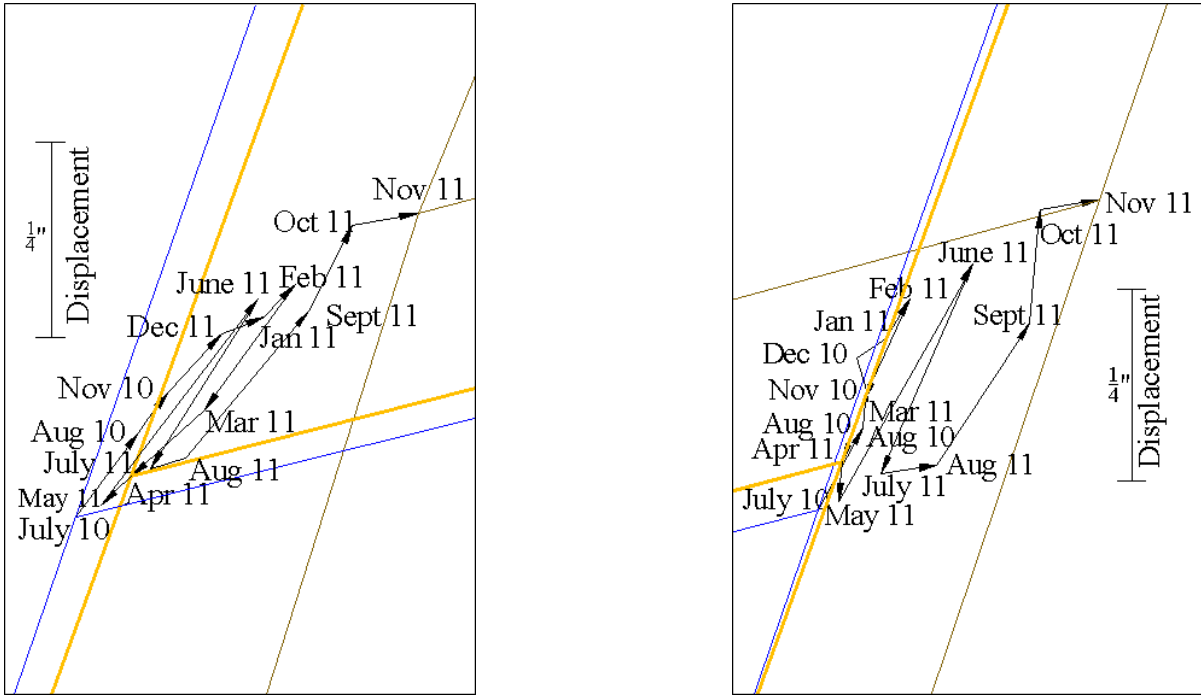 Nov 11
Oct 11
June 11
Feb 11
Dec 11
Jan 11
Sept 11
Nov 10
Mar 11
Aug 10
July 11
Aug 11
May 11
Apr 11
July 10
1/4"
Displacement
Nov 11
Oct 11
June 11
Feb 11
Jan 11
Sept 11
Dec 10
Nov 10
Mar 11
Aug 10
Aug 10
Apr 11
Aug 11
July 11
July 10
May 11
1/4"
Displacement